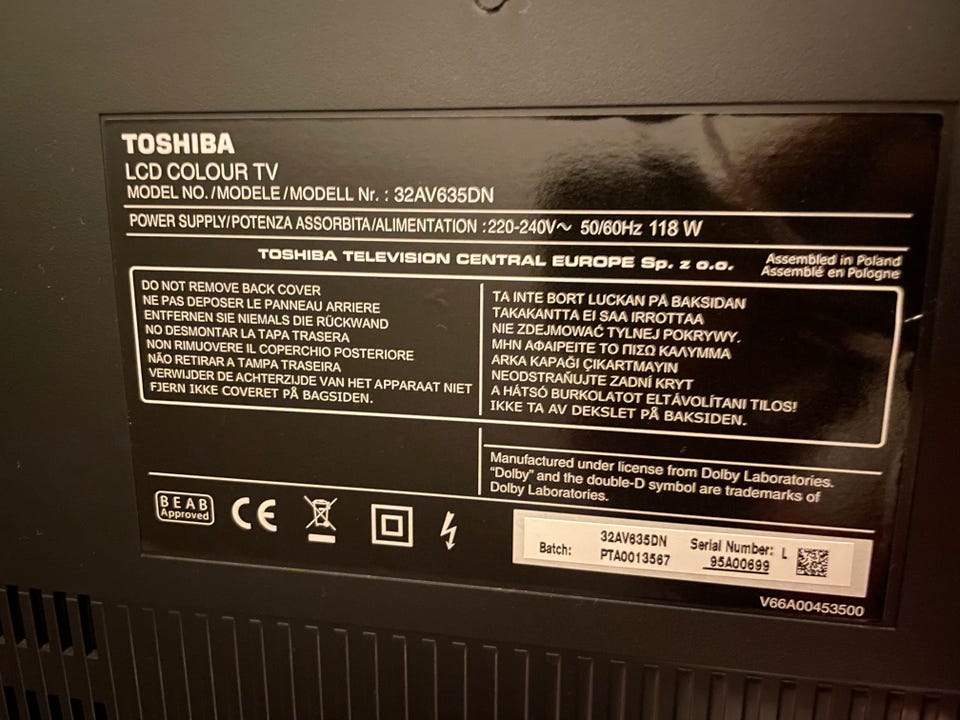 TOSHIBA
LCD COLOUR TV
MODEL NO./MODELE/MODELL Nr. : 32AV635DN
POWER SUPPLY/POTENZA ASSORBITA/ALIMENTATION : 220-240V~ 50/60Hz 118 W
TOSHIBA TELEVISION CENTRAL EUROPE Sp. z o.o.
Assembled in Poland
Assemblé en Pologne
DO NOT REMOVE BACK COVER
NE PAS DEPOSER LE PANNEAU ARRIERE
ENTFERNEN SIE NIEMALS DIE RÜCKWAND
NO DESMONTAR LA TAPA TRASERA
NON RIMUOVERE IL COPERCHIO POSTERIORE
NÃO RETIRAR A TAMPA TRASEIRA
VERWIJDER DE ACHTERZIJDE VAN HET APPARAAT NIET
FJERN IKKE COVERET PÅ BAGSIDEN.
TA INTE BORT LUCKAN PÅ BAKSIDAN
TAKAKANTTA EI SAA IRROTTAA
NIE ZDEJMOWAĆ TYLNEJ POKRYWY.
ΜΗΝ ΑΦΑΙΡΕΙΤΕ ΤΟ ΠΙΣΩ ΚΑΛΥΜΜΑ
ARKA KAPAĞI ÇIKARTMAYIN
NEODSTRAŇUJTE ZADNÍ KRYT
A HÁTSÓ BURKOLATOT ELTÁVOLÍTANI TILOS!
IKKE TA AV DEKSLET PÅ BAKSIDEN.
Manufactured under license from Dolby Laboratories.
"Dolby" and the double-D symbol are trademarks of
Dolby Laboratories.
BEAB
Approved
CE
32AV635DN
Batch: PTA0013567
Serial Number: L
95A00699
V66A00453500